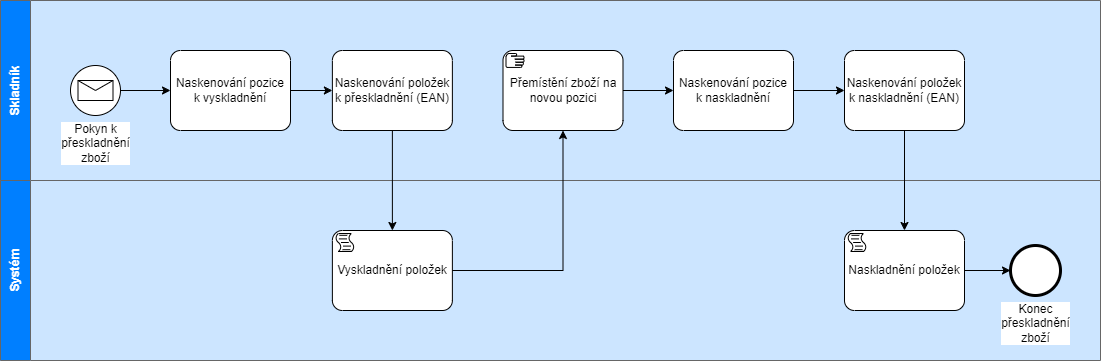 Skladník
Pokyn k
přeskladnění
zboží
Naskenování pozice
k vyskladnění
Naskenování položek
k přeskladnění (EAN)
Přemístění zboží na
novou pozici
Naskenování pozice
k naskladnění
Naskenování položek
k naskladnění (EAN)
Systém
Vyskladnění položek
Naskladnění položek
Konec
přeskladnění
zboží